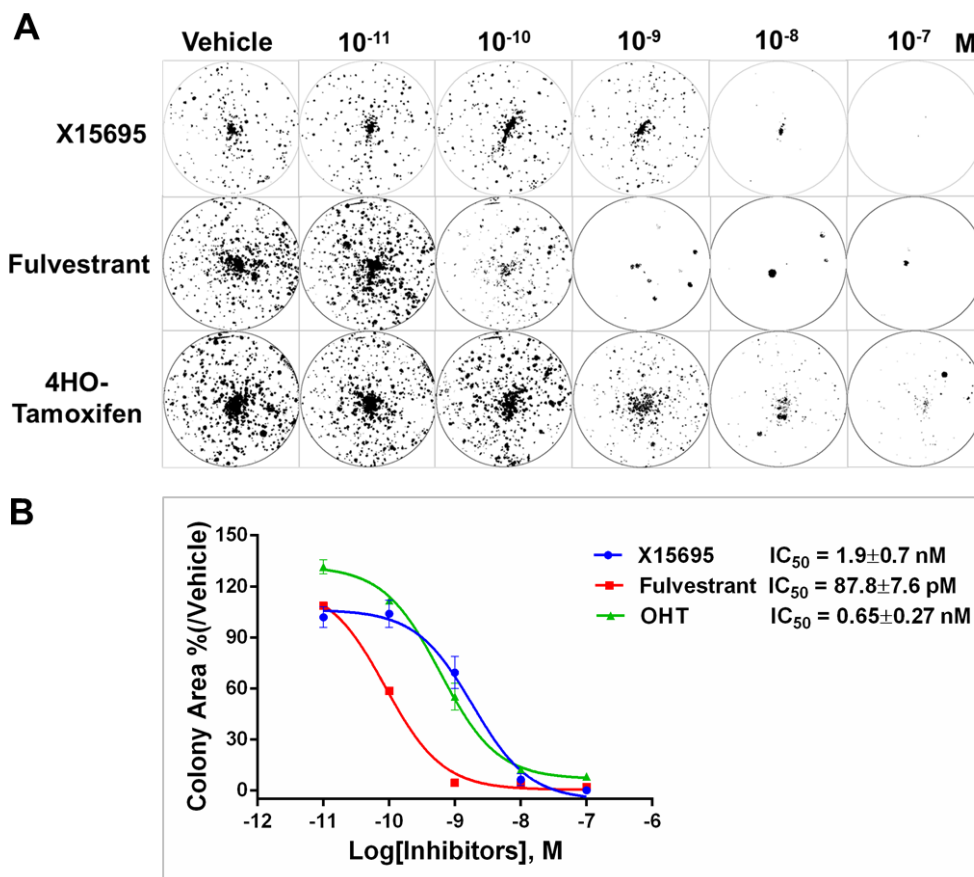 A
Vehicle 10⁻¹¹ 10⁻¹⁰ 10⁻⁹ 10⁻⁸ 10⁻⁷ M
X15695
Fulvestrant
4HO-
Tamoxifen
B
Colony Area %(/Vehicle)
150
120
90
60
30
0
-12 -11 -10 -9 -8 -7 -6
Log[Inhibitors], M
X15695 IC₅₀ = 1.9±0.7 nM
Fulvestrant IC₅₀ = 87.8±7.6 pM
OHT IC₅₀ = 0.65±0.27 nM